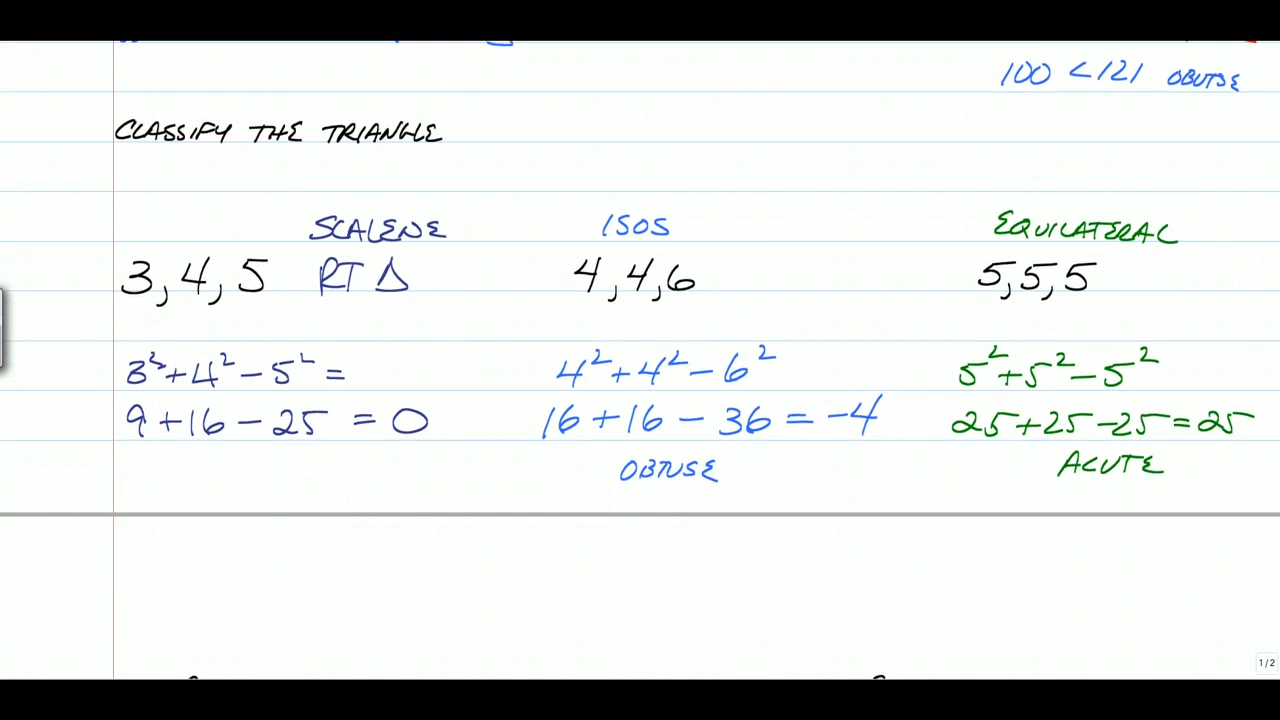 100 < 121 OBUTSE
CLASSIFY THE TRIANGLE
SCALENE
ISOS
EQUILATERAL
3, 4, 5 RT Δ
4, 4, 6
5, 5, 5
3² + 4² - 5² =
4² + 4² - 6²
5² + 5² - 5²
9 + 16 - 25 = 0
16 + 16 - 36 = -4
25 + 25 - 25 = 25
OBTUSE
ACUTE
1/2